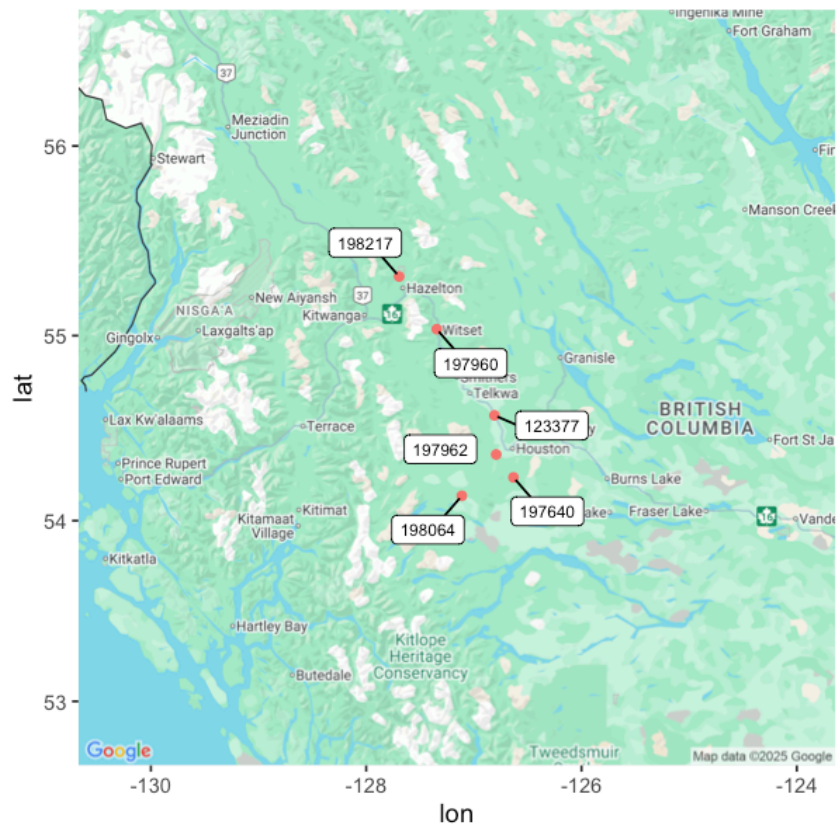 Ingenika Mine
Fort Graham
37
Meziadin
Junction
56
Stewart
Manson Creek
198217
Hazelton
NISGA'A
New Aiyansh
37
Kitwanga
16
55
Gingolx
Laxgalts'ap
Witset
197960
Granisle
Smithers
Telkwa
lat
BRITISH
COLUMBIA
Lax Kw'alaams
Terrace
123377
Fort St Ja
197962
Houston
Prince Rupert
Port Edward
Burns Lake
197640
54
Kitimat
Kitamaat
Village
198064
Fraser Lake
16
Vande
Kitkatla
Hartley Bay
Kitlope
Heritage
Conservancy
Butedale
53
Google
Tweedsmuir
Map data ©2025 Google
-130
-128
-126
-124
lon